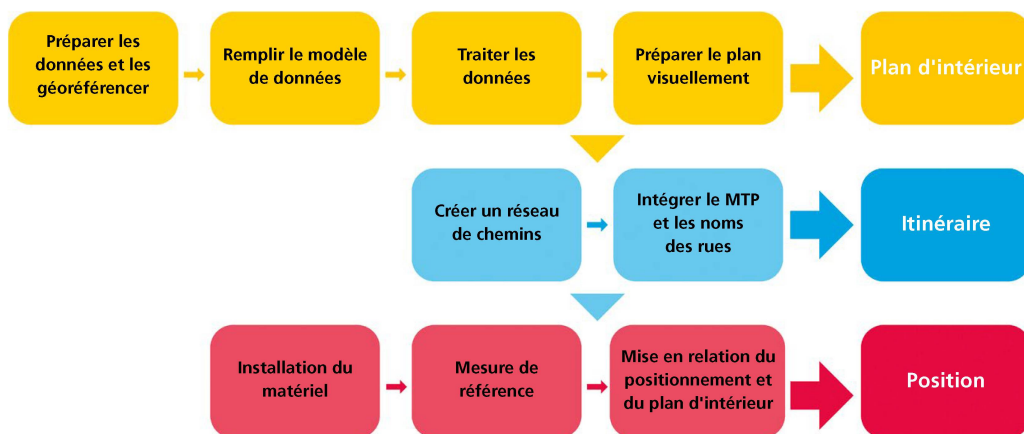 Préparer les
données et les
géoréférencer
Remplir le modèle
de données
Traiter les
données
Préparer le plan
visuellement
Plan d'intérieur
Créer un réseau
de chemins
Intégrer le MTP
et les noms
des rues
Itinéraire
Installation du
matériel
Mesure de
référence
Mise en relation du
positionnement et
du plan d'intérieur
Position